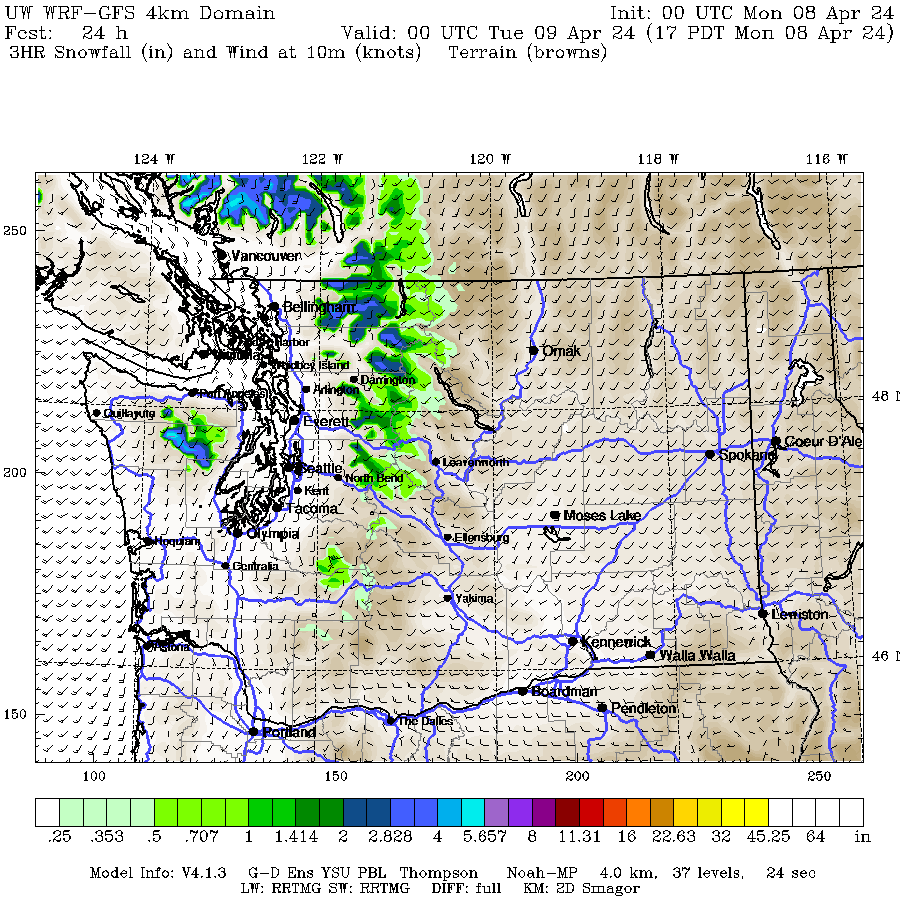 UW WRF-GFS 4km Domain Init: 00 UTC Mon 08 Apr 24
Fcst: 24 h Valid: 00 UTC Tue 09 Apr 24 (17 PDT Mon 08 Apr 24)
3HR Snowfall (in) and Wind at 10m (knots) Terrain (browns)
124 W 122 W 120 W 118 W 116 W
250
Vancouver
Bellingham
Harbor
Omak
Whidbey Island
Darrington
Arlington
Port Angeles
48 N
Quillayute
Everett
Coeur D'Ale
Spokane
Leavenworth
200
Seattle
North Bend
Kent
Tacoma
Moses Lake
Olympia
Ellensburg
Hoquiam
Centralia
Yakima
Lewiston
Kennewick
Astoria
Walla Walla
46 N
Boardman
Pendleton
150
The Dalles
Portland
100 150 200 250
.25 .353 .5 .707 1 1.414 2 2.828 4 5.657 8 11.31 16 22.63 32 45.25 64 in
Model Info: V4.1.3 G-D Ens YSU PBL Thompson Noah-MP 4.0 km, 37 levels, 24 sec
LW: RRTMG SW: RRTMG DIFF: full KM: 2D Smagor